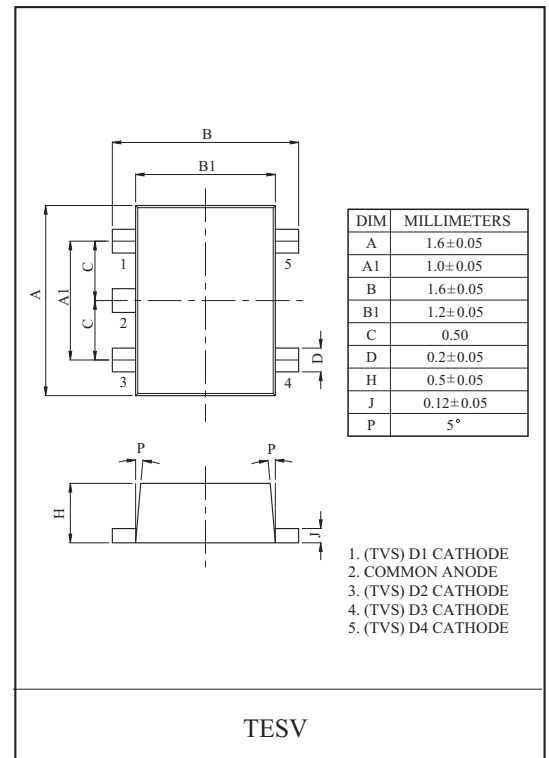 B
B1
A
A1
C
C
1
2
3
5
4
D
DIM MILLIMETERS
A 1.6±0.05
A1 1.0±0.05
B 1.6±0.05
B1 1.2±0.05
C 0.50
D 0.2±0.05
H 0.5±0.05
J 0.12±0.05
P 5°
P
P
H
J
1. (TVS) D1 CATHODE
2. COMMON ANODE
3. (TVS) D2 CATHODE
4. (TVS) D3 CATHODE
5. (TVS) D4 CATHODE
TESV